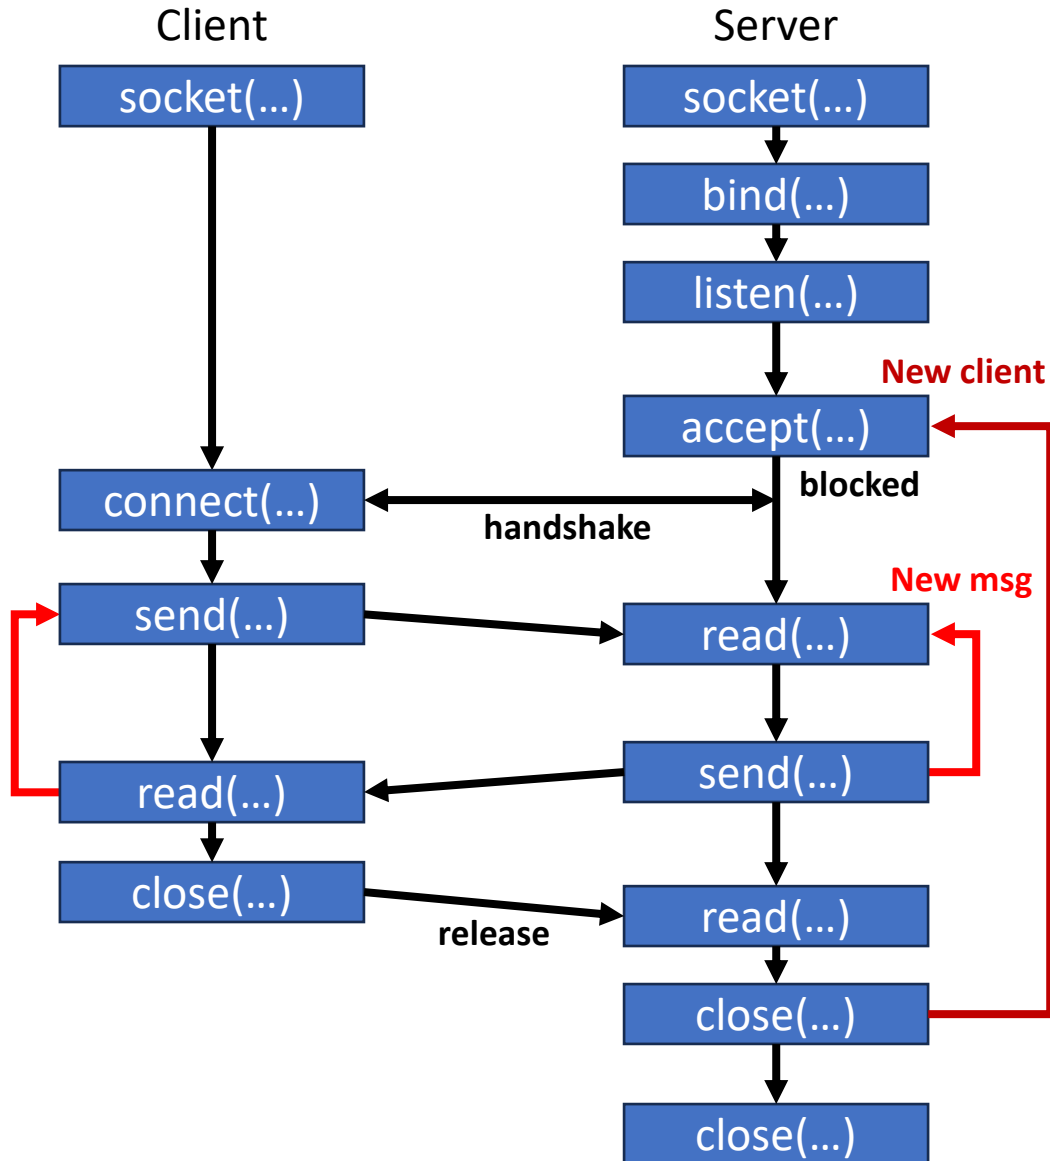 Client
Server
socket(...)
socket(...)
bind(...)
listen(...)
New client
accept(...)
blocked
connect(...)
handshake
New msg
send(...)
read(...)
send(...)
read(...)
close(...)
read(...)
release
close(...)
close(...)